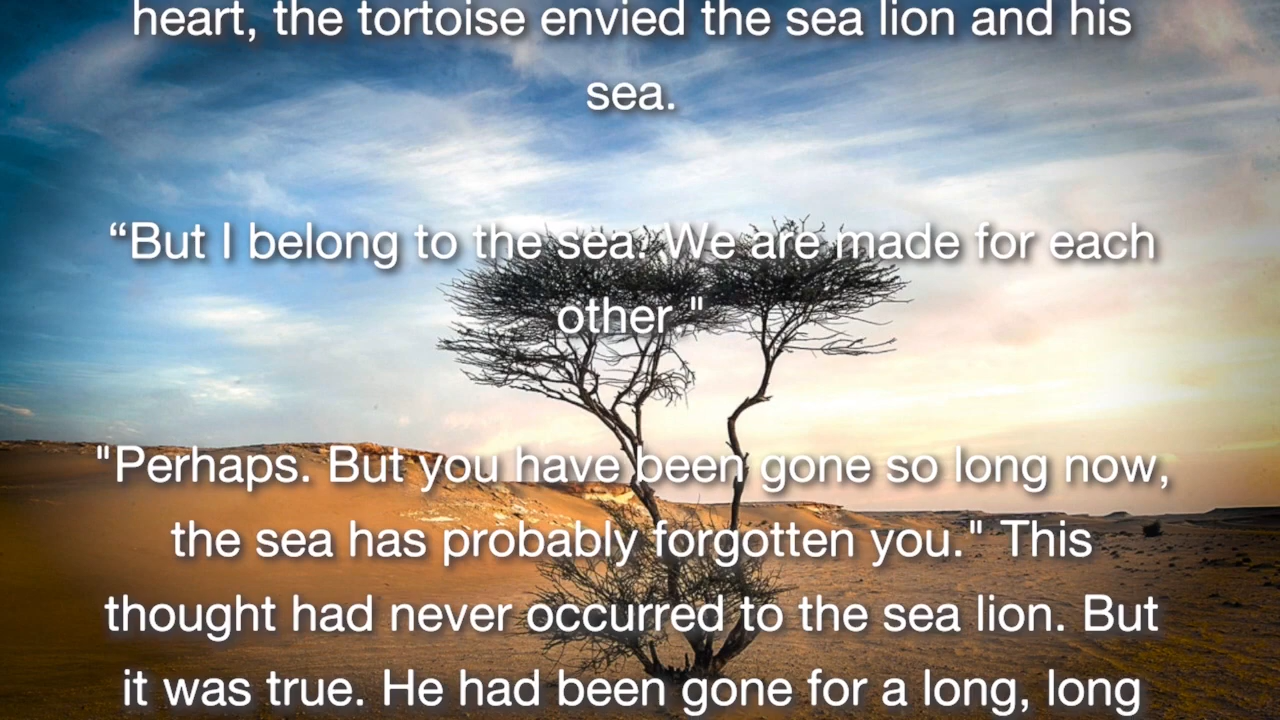 heart, the tortoise envied the sea lion and his
sea.
“But I belong to the sea. We are made for each
other."
"Perhaps. But you have been gone so long now,
the sea has probably forgotten you." This
thought had never occurred to the sea lion. But
it was true. He had been gone for a long, long